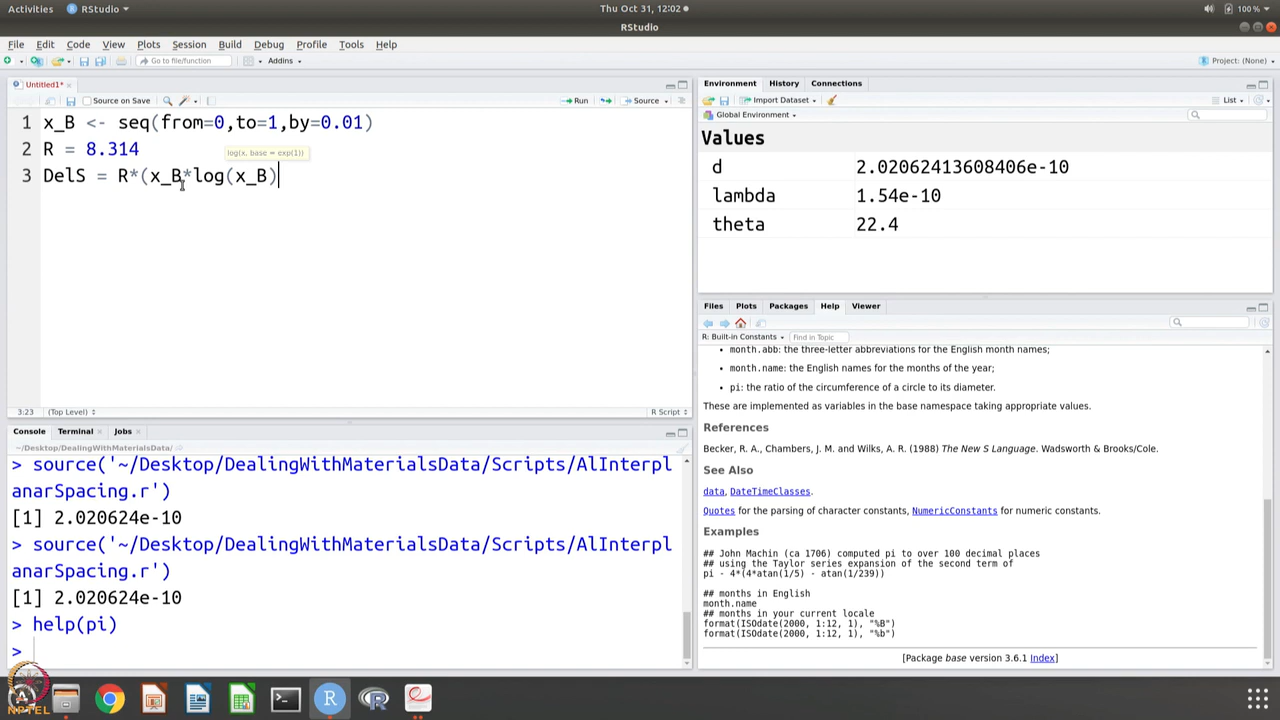 Activities RStudio Thu Oct 31, 12:02 100 %
RStudio
File Edit Code View Plots Session Build Debug Profile Tools Help
Go to file/function Addins Project: (None)
Untitled1*
Source on Save Run Source
1 x_B <- seq(from=0,to=1,by=0.01)
2 R = 8.314
log(x, base = exp(1))
3 DelS = R*(x_B*log(x_B)
3:23 (Top Level) R Script
Console Terminal Jobs
~/Desktop/DealingWithMaterialsData/
> source('~/Desktop/DealingWithMaterialsData/Scripts/AlInterpl
anarSpacing.r')
[1] 2.020624e-10
> source('~/Desktop/DealingWithMaterialsData/Scripts/AlInterpl
anarSpacing.r')
[1] 2.020624e-10
> help(pi)
>
Environment History Connections
Import Dataset List
Global Environment
Values
d 2.02062413608406e-10
lambda 1.54e-10
theta 22.4
Files Plots Packages Help Viewer
R: Built-in Constants Find in Topic
• month.abb: the three-letter abbreviations for the English month names;
• month.name: the English names for the months of the year;
• pi: the ratio of the circumference of a circle to its diameter.
These are implemented as variables in the base namespace taking appropriate values.
References
Becker, R. A., Chambers, J. M. and Wilks, A. R. (1988) The New S Language. Wadsworth & Brooks/Cole.
See Also
data, DateTimeClasses.
Quotes for the parsing of character constants, NumericConstants for numeric constants.
Examples
## John Machin (ca 1706) computed pi to over 100 decimal places
## using the Taylor series expansion of the second term of
pi - 4*(4*atan(1/5) - atan(1/239))
## months in English
month.name
## months in your current locale
format(ISOdate(2000, 1:12, 1), "%B")
format(ISOdate(2000, 1:12, 1), "%b")
[Package base version 3.6.1 Index]
NPTEL